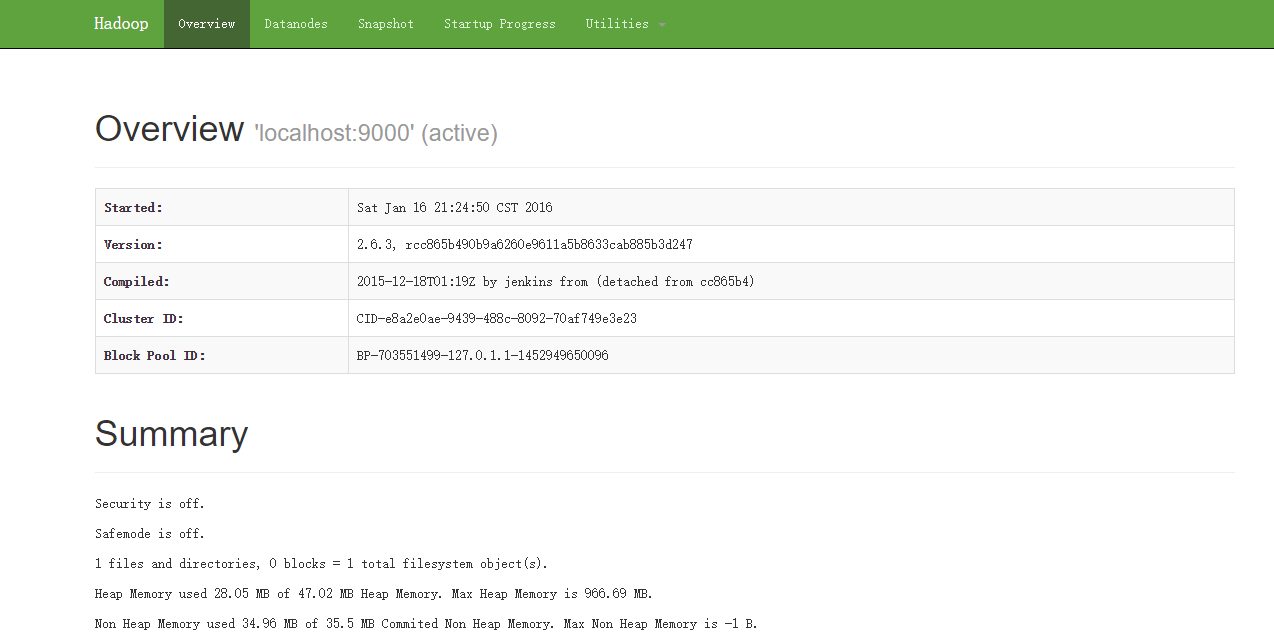 Hadoop Overview Datanodes Snapshot Startup Progress Utilities
Overview 'localhost:9000' (active)
Started: Sat Jan 16 21:24:50 CST 2016
Version: 2.6.3, rcc865b490b9a6260e9611a5b8633cab885b3d247
Compiled: 2015-12-18T01:19Z by jenkins from (detached from cc865b4)
Cluster ID: CID-e8a2e0ae-9439-488c-8092-70af749e3e23
Block Pool ID: BP-703551499-127.0.1.1-1452949650096
Summary
Security is off.
Safemode is off.
1 files and directories, 0 blocks = 1 total filesystem object(s).
Heap Memory used 28.05 MB of 47.02 MB Heap Memory. Max Heap Memory is 966.69 MB.
Non Heap Memory used 34.96 MB of 35.5 MB Commited Non Heap Memory. Max Non Heap Memory is -1 B.